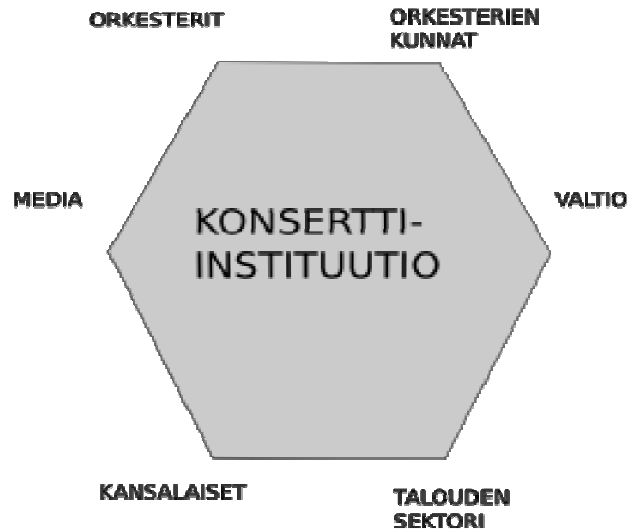 ORKESTERIT
ORKESTERIEN
KUNNAT
MEDIA
VALTIO
KONSERTTI-
INSTITUUTIO
KANSALAISET
TALOUDEN
SEKTORI